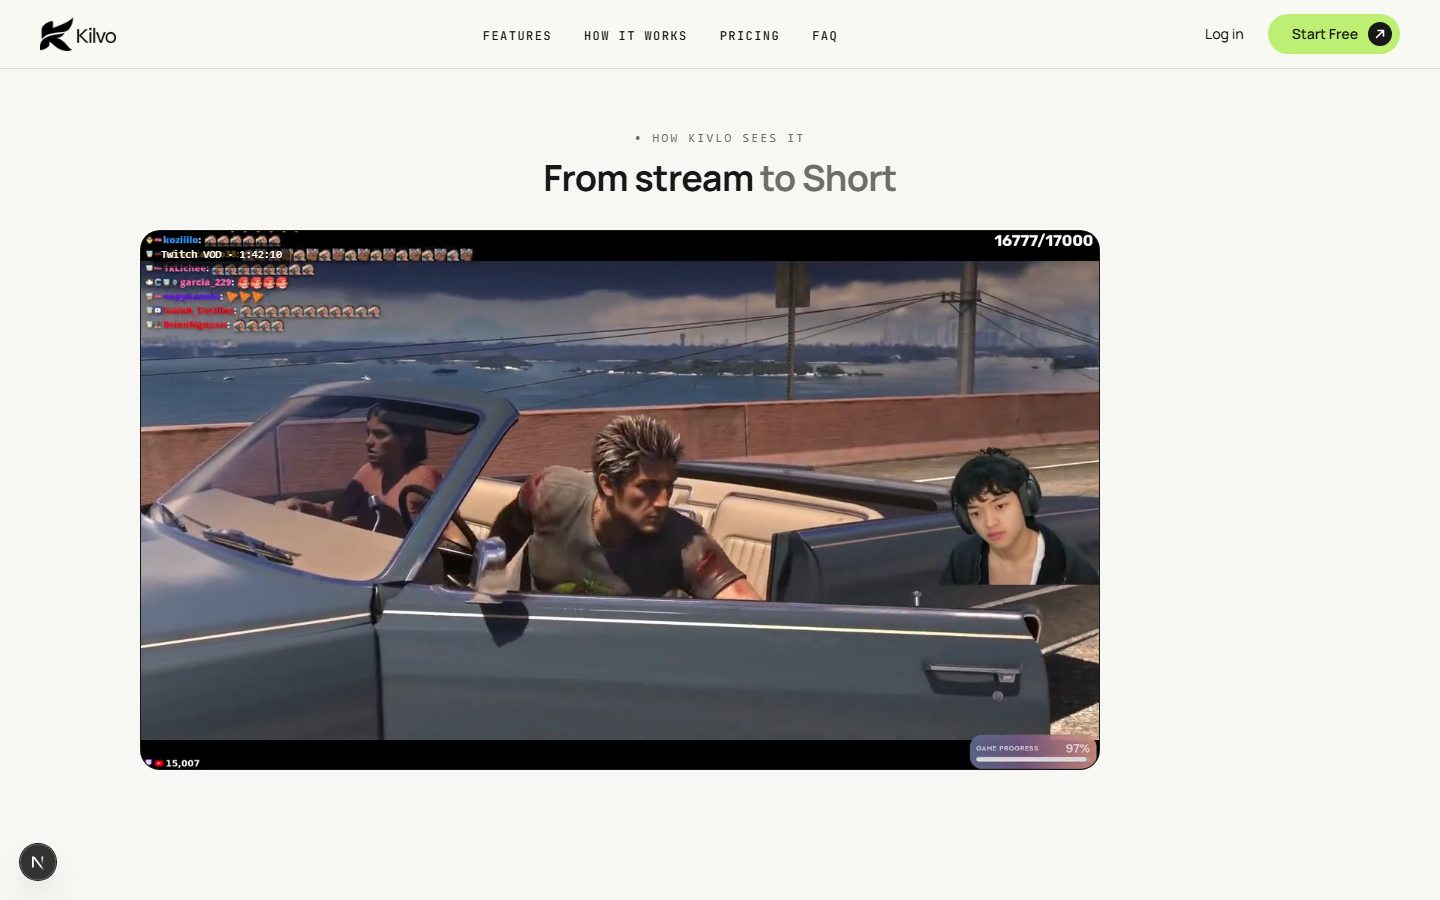 Kilvo
FEATURES
HOW IT WORKS
PRICING
FAQ
Log in
Start Free
• HOW KIVLO SEES IT
From stream to Short
koziillo:
16777/17000
Twitch VOD · 1:42:10
garcia_229:
15,007
GAME PROGRESS 97%
N